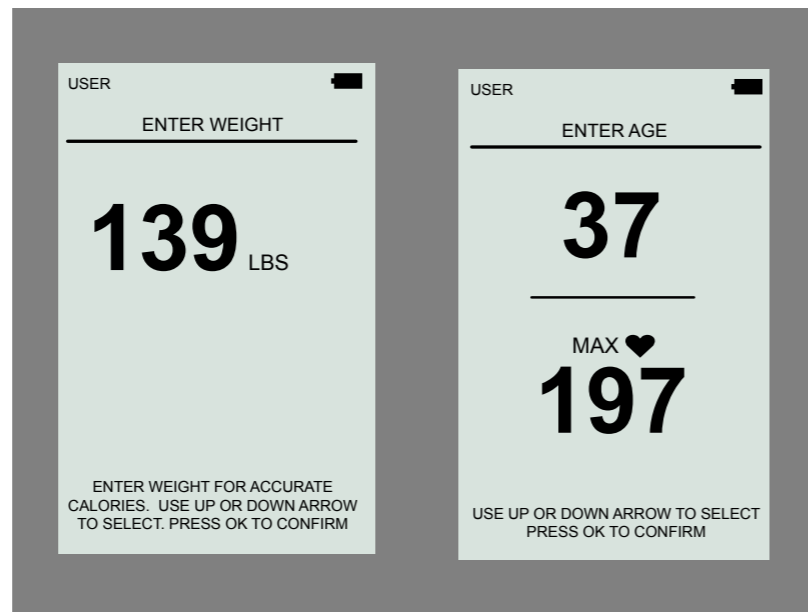 USER
ENTER WEIGHT
139 LBS
ENTER WEIGHT FOR ACCURATE
CALORIES. USE UP OR DOWN ARROW
TO SELECT. PRESS OK TO CONFIRM
USER
ENTER AGE
37
MAX
197
USE UP OR DOWN ARROW TO SELECT
PRESS OK TO CONFIRM